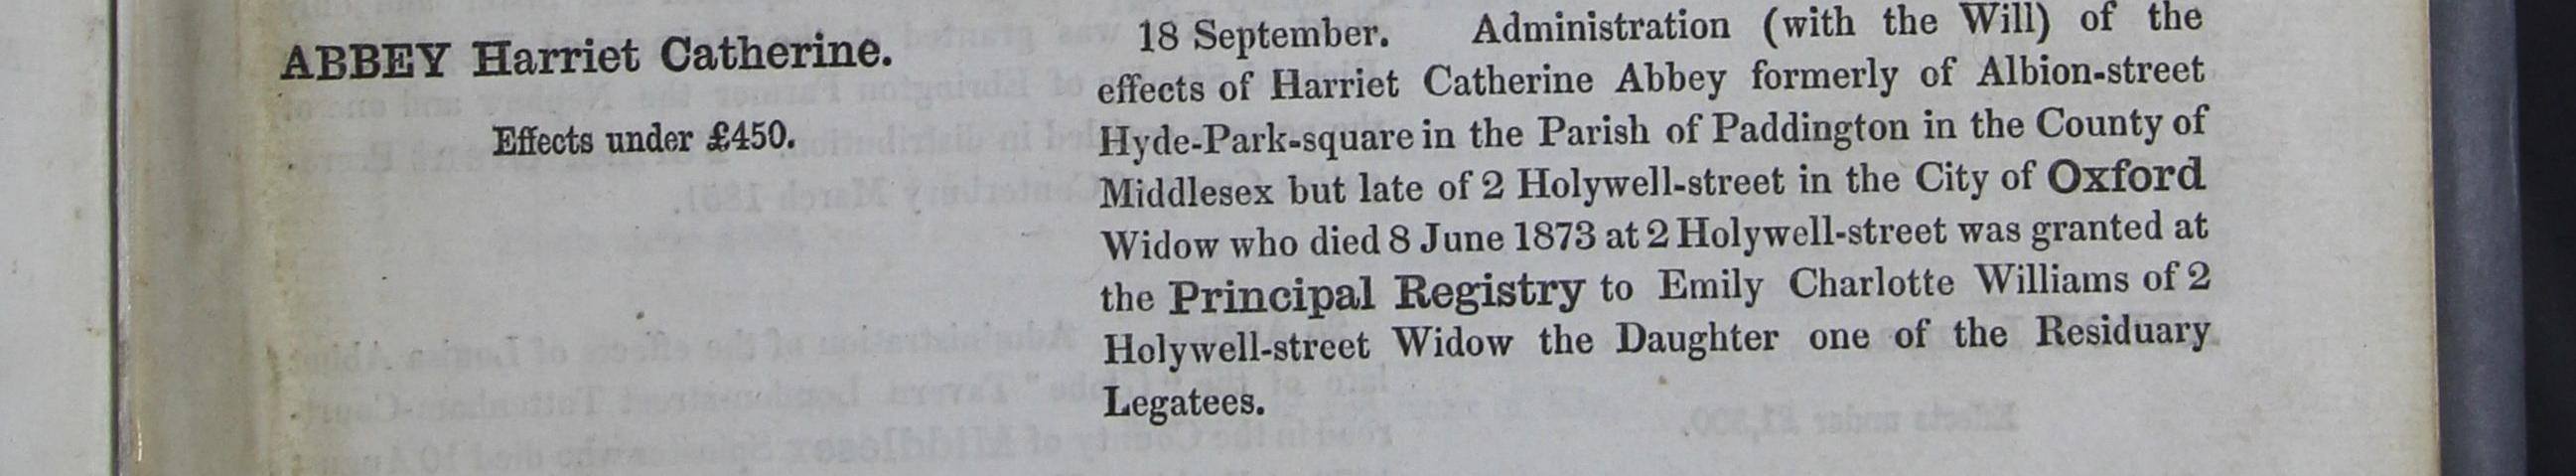 ABBEY Harriet Catherine.
Effects under £450.
18 September. Administration (with the Will) of the
effects of Harriet Catherine Abbey formerly of Albion-street
Hyde-Park-square in the Parish of Paddington in the County of
Middlesex but late of 2 Holywell-street in the City of Oxford
Widow who died 8 June 1873 at 2 Holywell-street was granted at
the Principal Registry to Emily Charlotte Williams of 2
Holywell-street Widow the Daughter one of the Residuary
Legatees.